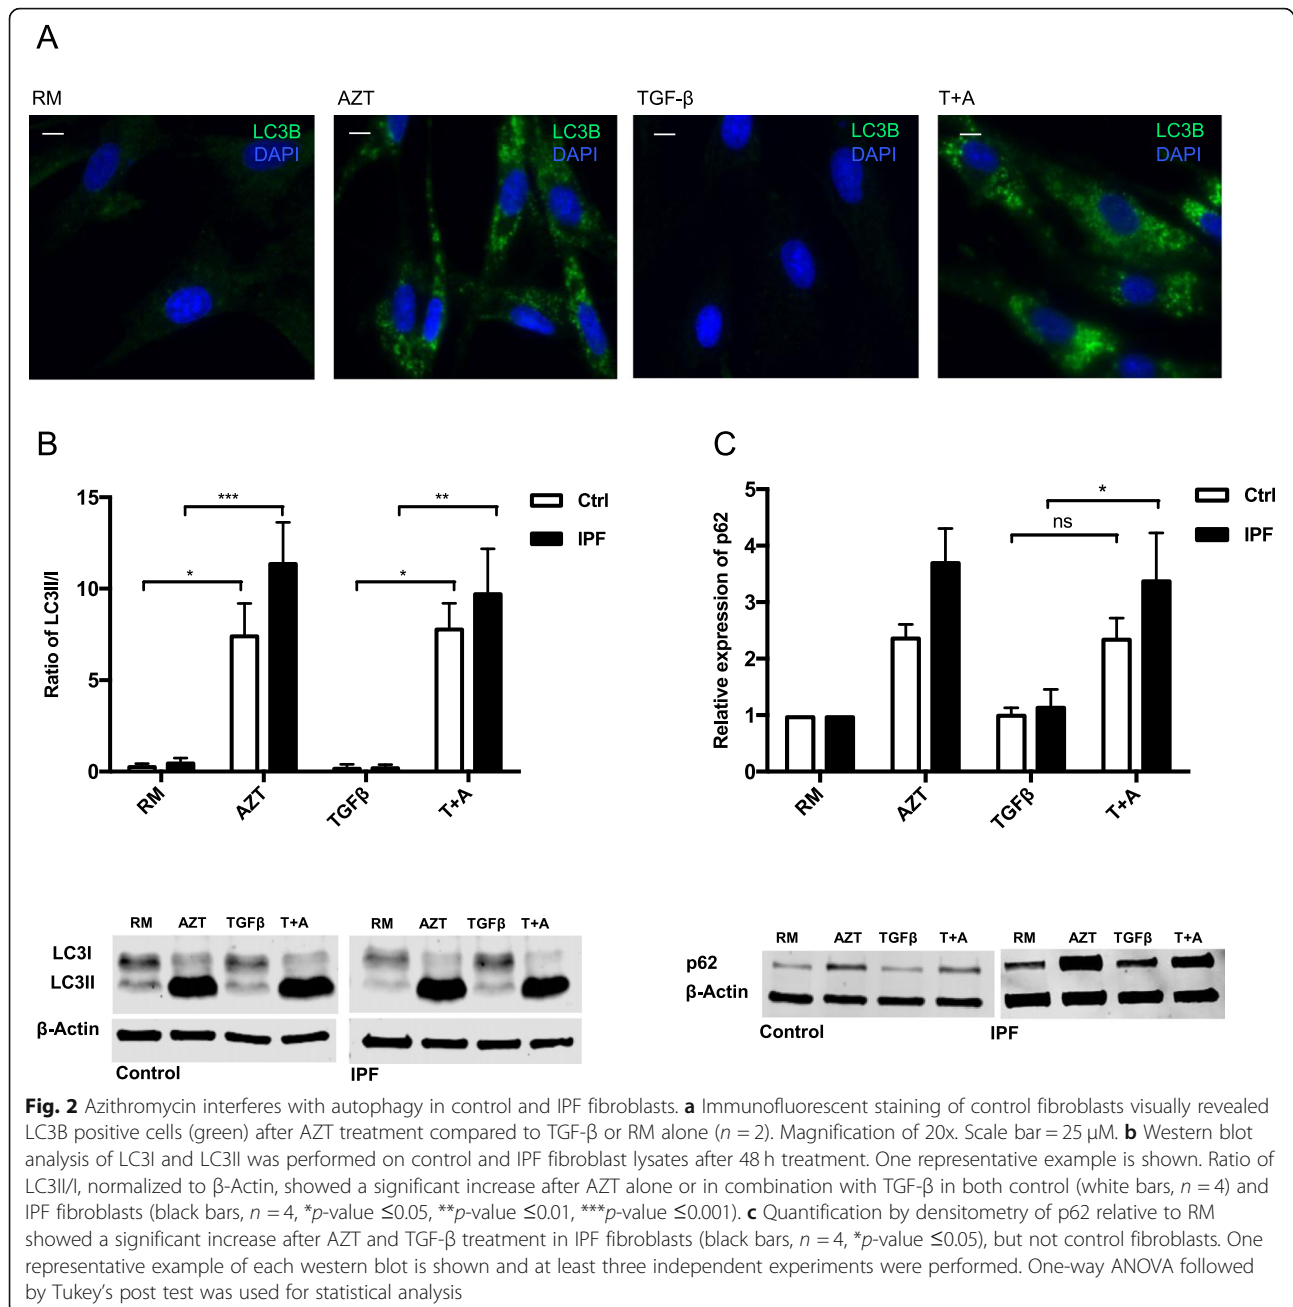 A
RM
AZT
TGF-β
T+A
LC3B
DAPI
LC3B
DAPI
LC3B
DAPI
LC3B
DAPI
B
Ratio of LC3II/I
15
10
5
0
***
**
*
*
Ctrl
IPF
RM
AZT
TGFβ
T+A
C
Relative expression of p62
5
4
3
2
1
0
*
ns
Ctrl
IPF
RM
AZT
TGFβ
T+A
RM AZT TGFβ T+A
RM AZT TGFβ T+A
LC3I
LC3II
β-Actin
Control
IPF
RM AZT TGFβ T+A
RM AZT TGFβ T+A
p62
β-Actin
Control
IPF
Fig. 2 Azithromycin interferes with autophagy in control and IPF fibroblasts. a Immunofluorescent staining of control fibroblasts visually revealed
LC3B positive cells (green) after AZT treatment compared to TGF-β or RM alone (n = 2). Magnification of 20x. Scale bar = 25 μM. b Western blot
analysis of LC3I and LC3II was performed on control and IPF fibroblast lysates after 48 h treatment. One representative example is shown. Ratio of
LC3II/I, normalized to β-Actin, showed a significant increase after AZT alone or in combination with TGF-β in both control (white bars, n = 4) and
IPF fibroblasts (black bars, n = 4, *p-value ≤0.05, **p-value ≤0.01, ***p-value ≤0.001). c Quantification by densitometry of p62 relative to RM
showed a significant increase after AZT and TGF-β treatment in IPF fibroblasts (black bars, n = 4, *p-value ≤0.05), but not control fibroblasts. One
representative example of each western blot is shown and at least three independent experiments were performed. One-way ANOVA followed
by Tukey's post test was used for statistical analysis